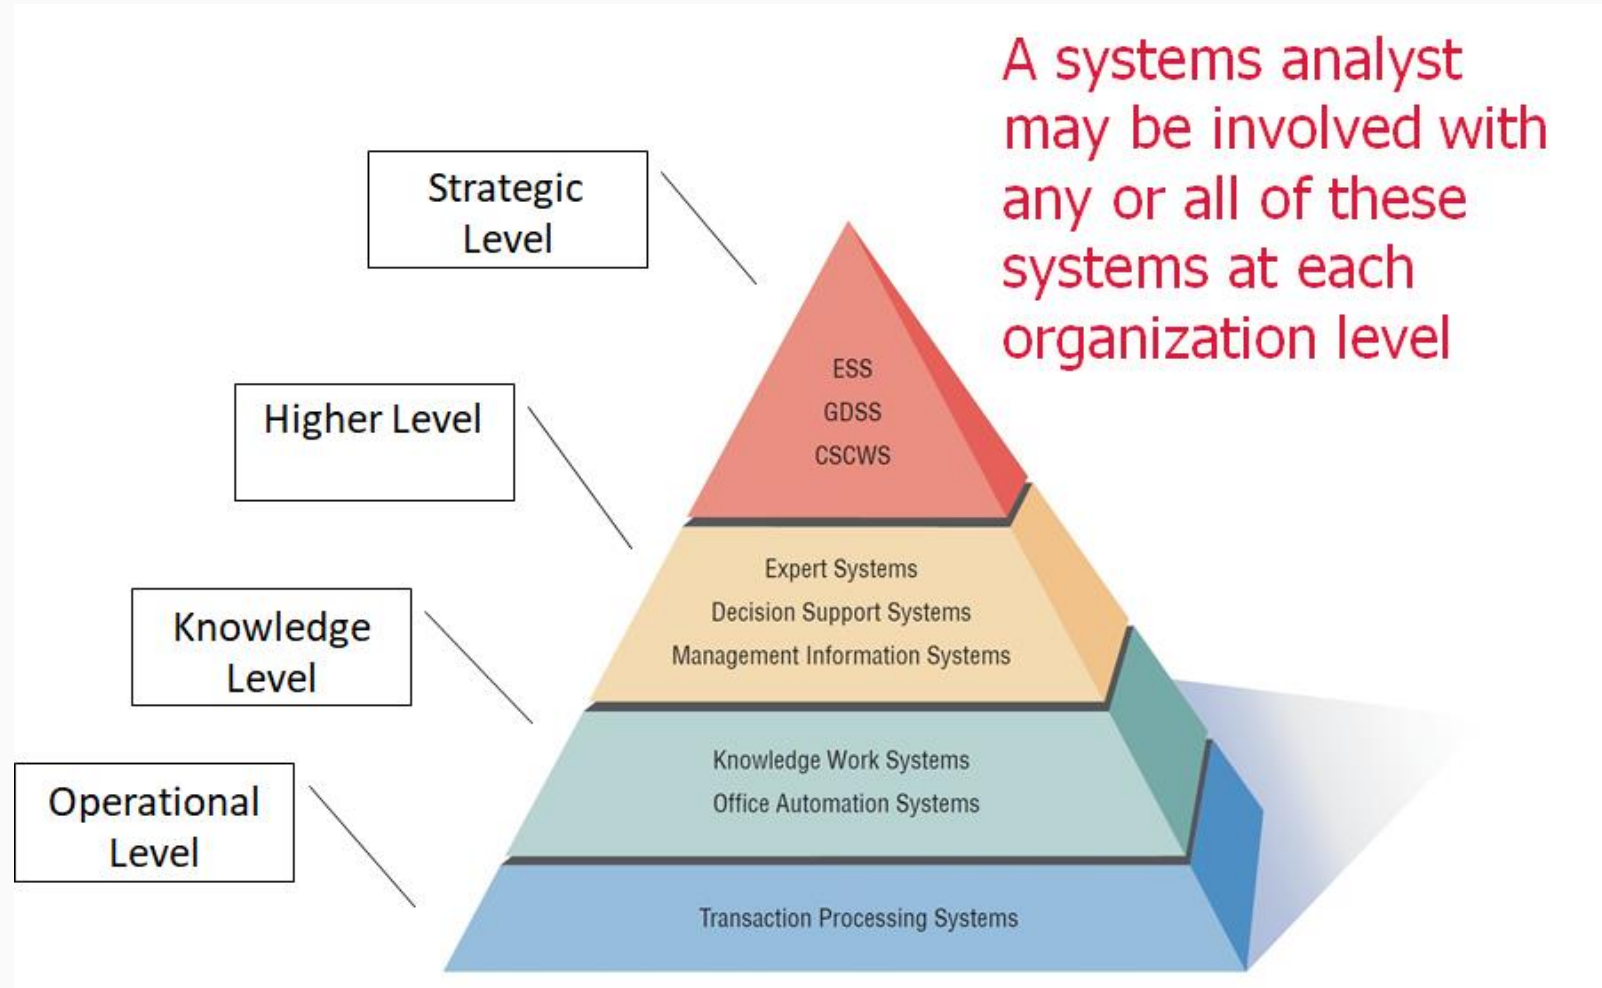 A systems analyst
may be involved with
any or all of these
systems at each
organization level
Strategic
Level
ESS
GDSS
CSCWS
Higher Level
Expert Systems
Decision Support Systems
Management Information Systems
Knowledge
Level
Knowledge Work Systems
Office Automation Systems
Operational
Level
Transaction Processing Systems